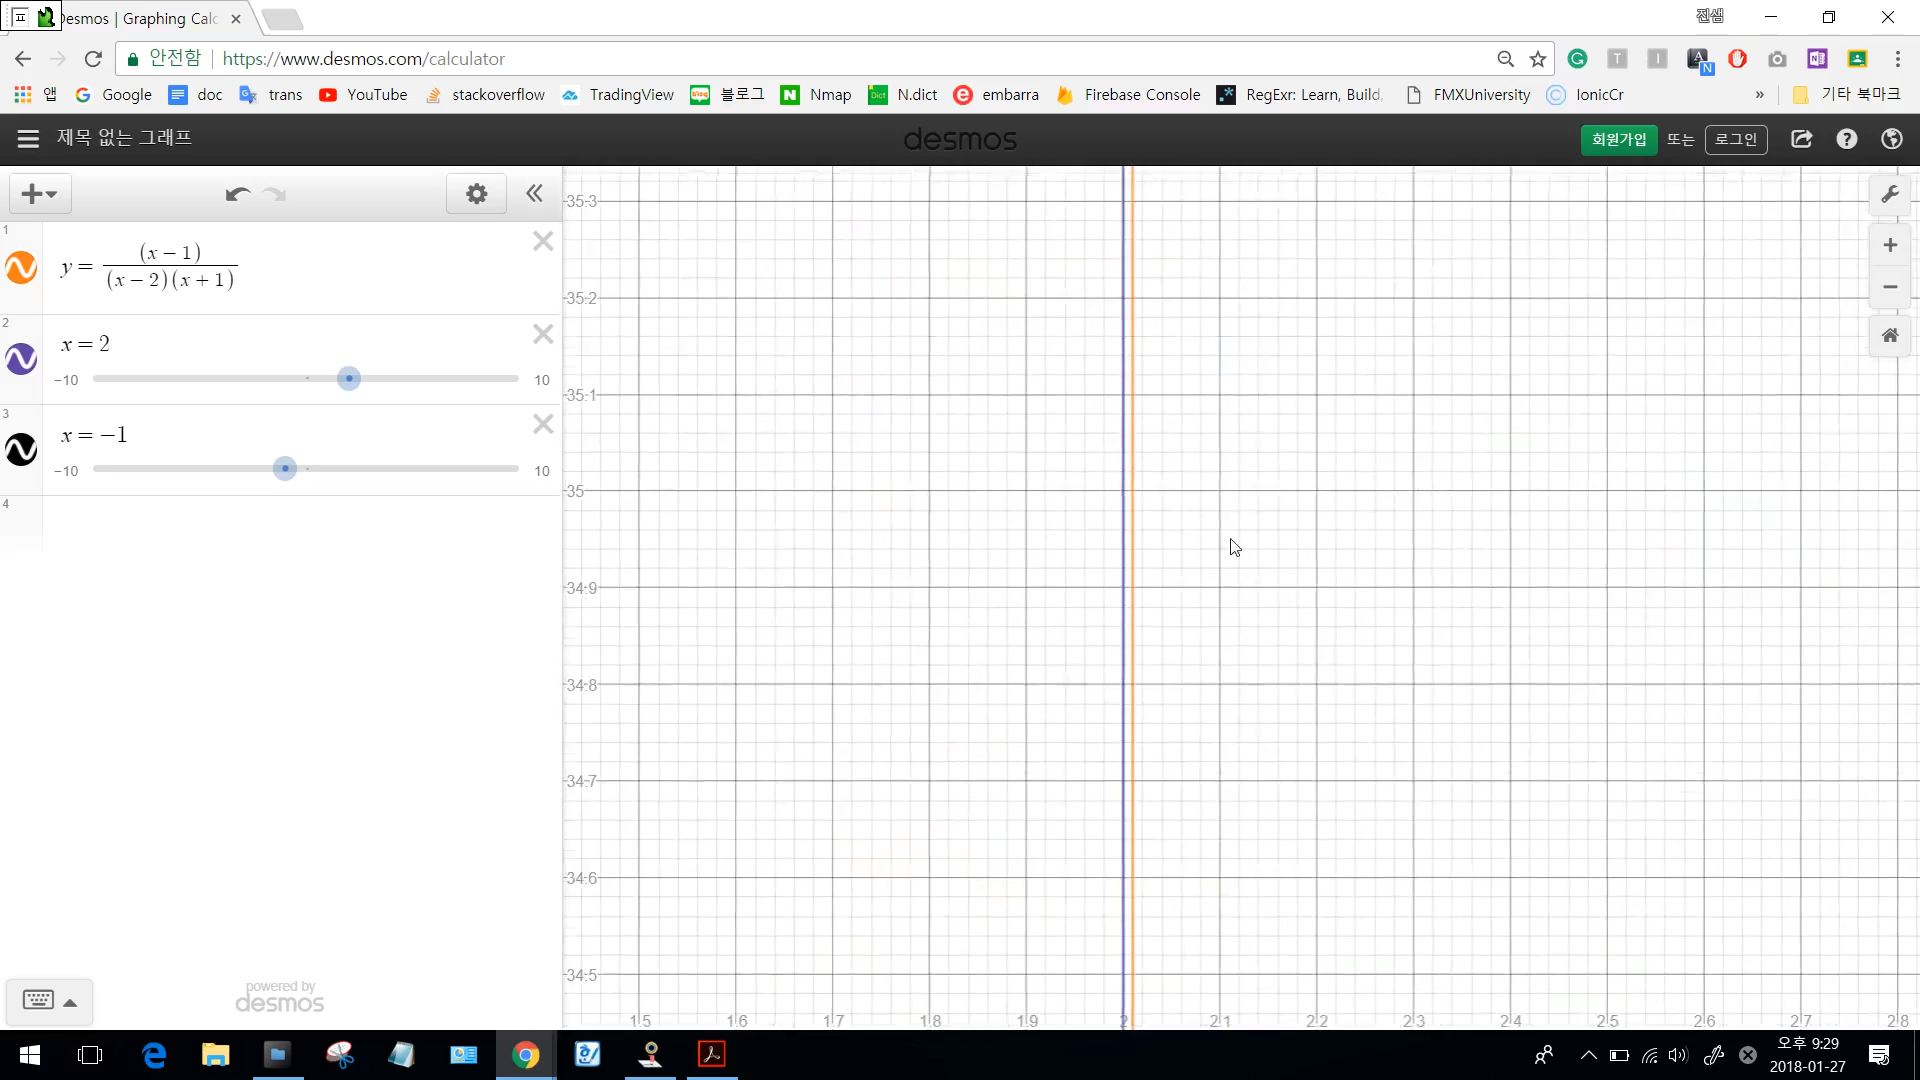 Desmos | Graphing Calc
진샘
안전함 | https://www.desmos.com/calculator
앱 Google doc trans YouTube stackoverflow TradingView 블로그 Nmap N.dict embarra Firebase Console RegExr: Learn, Build, FMXUniversity IonicCr » 기타 북마크
제목 없는 그래프
desmos
회원가입 또는 로그인
1
y = (x − 1) / (x − 2)(x + 1)
2
x = 2
−10 10
3
x = −1
−10 10
4
powered by
desmos
35.3
35.2
35.1
35
34.9
34.8
34.7
34.6
34.5
1.5 1.6 1.7 1.8 1.9 2 2.1 2.2 2.3 2.4 2.5 2.6 2.7 2.8
오후 9:29
2018-01-27